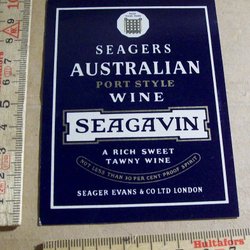 SEAGERS
AUSTRALIAN
PORT STYLE
WINE
SEAGAVIN
A RICH SWEET
TAWNY WINE
NOT LESS THAN 30 PER CENT PROOF SPIRIT
SEAGER EVANS & CO LTD LONDON
Hultafors